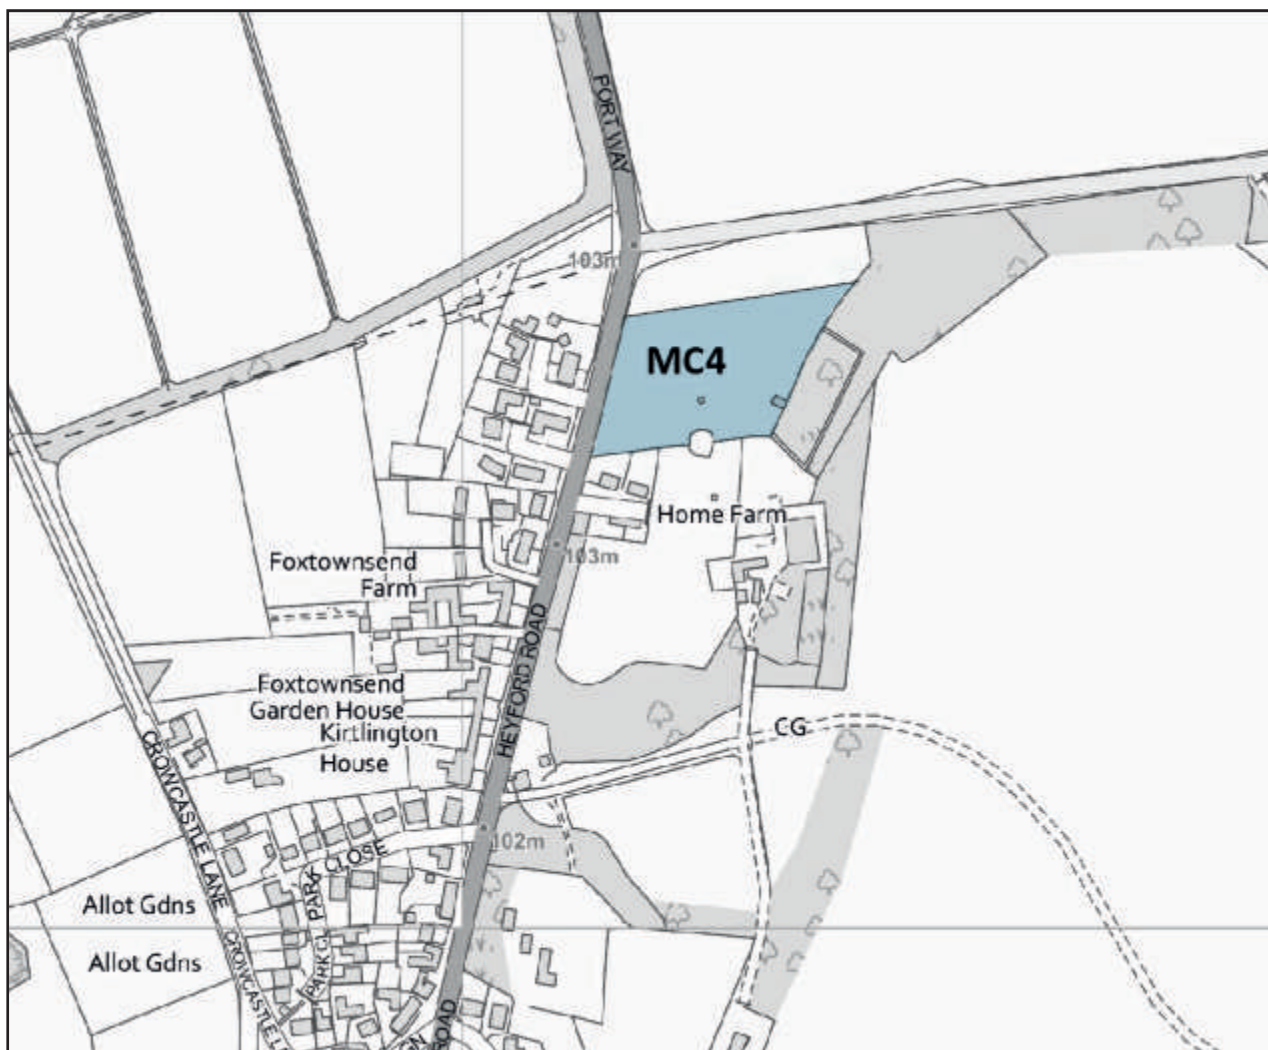 PORT WAY
103m
MC4
Home Farm
103m
Foxtownsend
Farm
HEYFORD ROAD
Foxtownsend
Garden House
Kirtlington
House
CG
CROWCASTLE LANE
102m
PARK CLOSE
Allot Gdns
PARK CL
Allot Gdns
CROWCASTLE L
ROAD